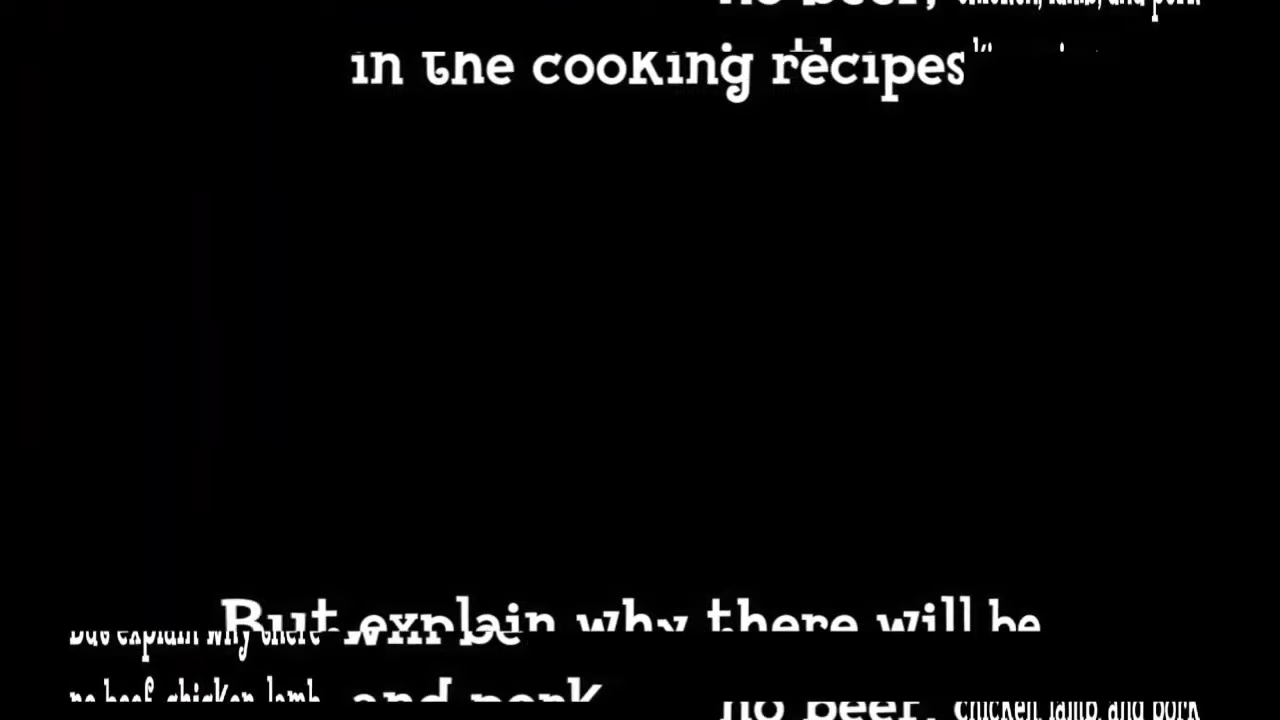 no beef, chicken, lamb, and pork
in the cooking recipes
But explain why there will be
But explain why there
no beef, chicken, lamb, and pork
no beef, chicken, lamb, and pork